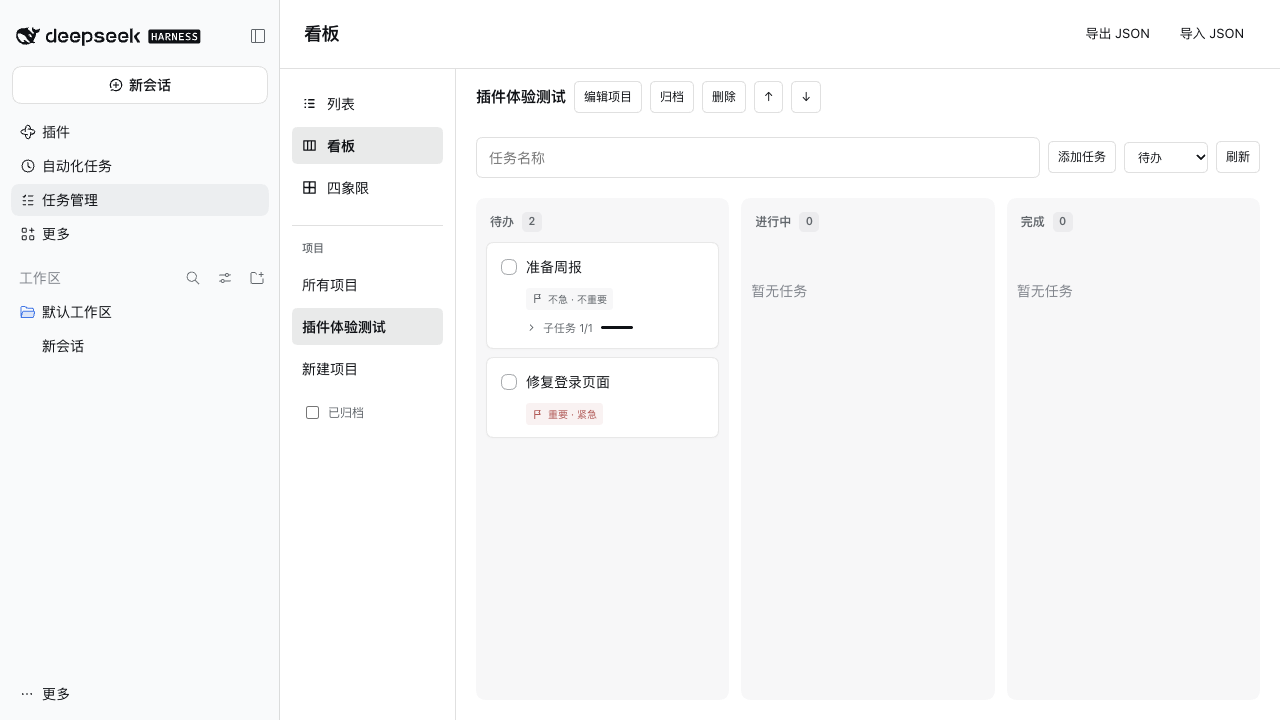 deepseek HARNESS
新会话
插件
自动化任务
任务管理
更多
工作区
默认工作区
新会话
更多
看板
导出 JSON
导入 JSON
列表
看板
四象限
项目
所有项目
插件体验测试
新建项目
已归档
插件体验测试
编辑项目
归档
删除
↑
↓
任务名称
添加任务
待办
刷新
待办 2
准备周报
不急 · 不重要
子任务 1/1
修复登录页面
重要 · 紧急
进行中 0
暂无任务
完成 0
暂无任务